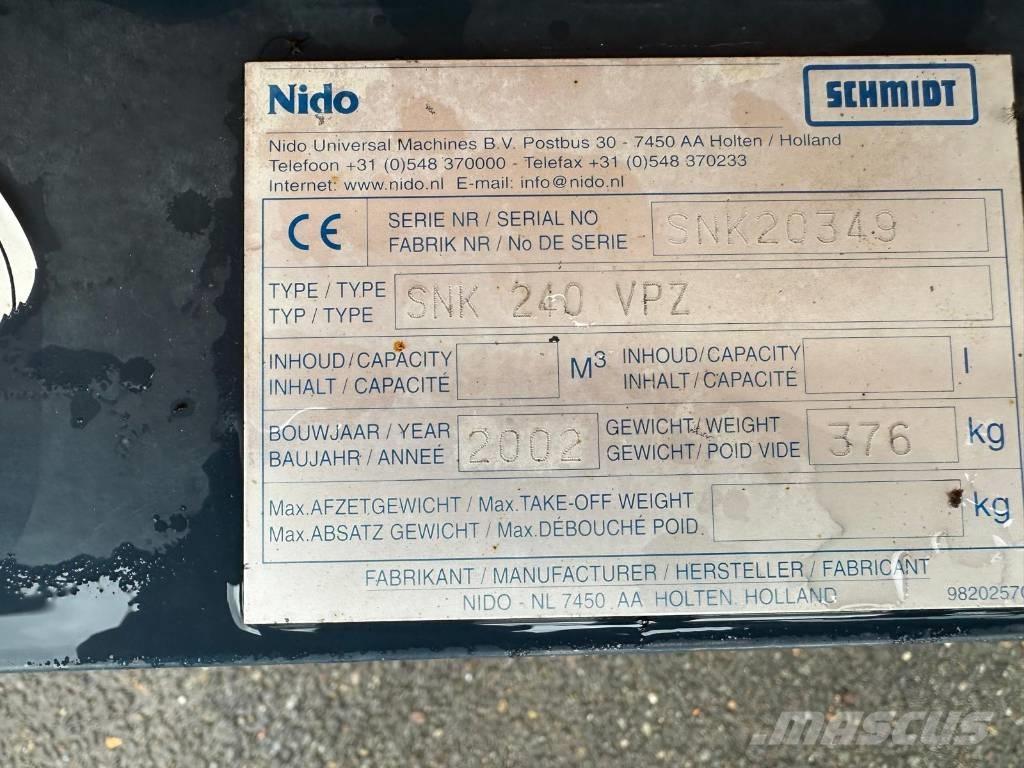 Nido SCHMIDT
Nido Universal Machines B.V. Postbus 30 - 7450 AA Holten / Holland
Telefoon +31 (0)548 370000 - Telefax +31 (0)548 370233
Internet: www.nido.nl E-mail: info@nido.nl
CE
SERIE NR / SERIAL NO
FABRIK NR / No DE SERIE
SNK20349
TYPE / TYPE
TYP / TYPE
SNK 240 VPZ
INHOUD/CAPACITY
INHALT / CAPACITÉ
M³
INHOUD/CAPACITY
INHALT / CAPACITÉ
l
BOUWJAAR / YEAR
BAUJAHR / ANNEÉ
2002
GEWICHT/WEIGHT
GEWICHT/POID VIDE
376
kg
Max.AFZETGEWICHT / Max.TAKE-OFF WEIGHT
Max.ABSATZ GEWICHT / Max.DÉBOUCHÉ POID.
kg
FABRIKANT / MANUFACTURER / HERSTELLER / FABRICANT
NIDO - NL 7450 AA HOLTEN HOLLAND
9820257
mascus